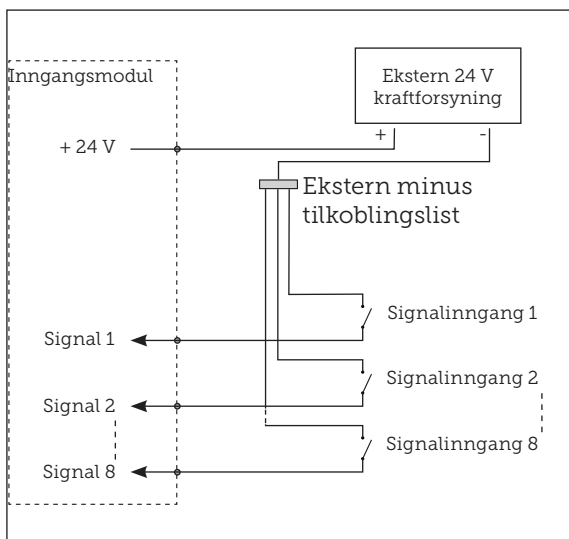 Inngangsmodul
Ekstern 24 V
kraftforsyning
+ -
+ 24 V
Ekstern minus
tilkoblingslist
Signalinngang 1
Signal 1
Signalinngang 2
Signal 2
Signalinngang 8
Signal 8